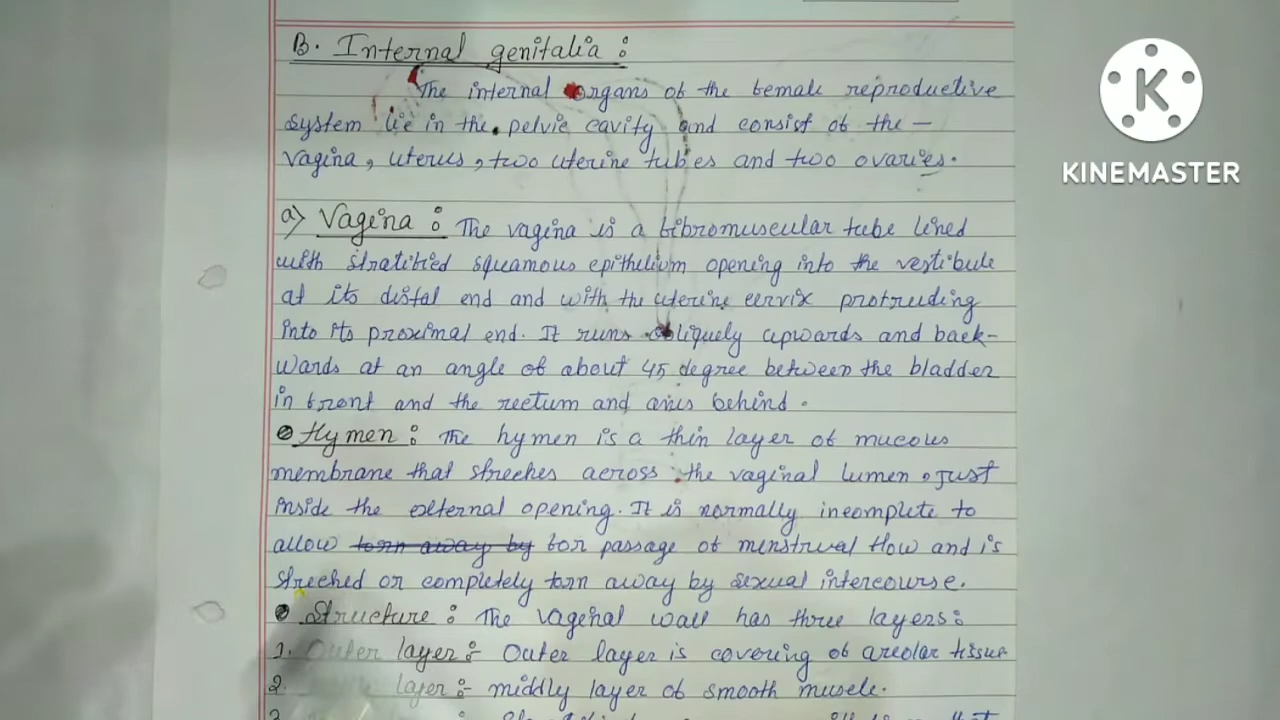 B. Internal genitalia :
The internal organs of the female reproductive
system lie in the pelvic cavity and consist of the –
vagina, uterus, two uterine tubes and two ovaries.
a) Vagina : The vagina is a fibromuscular tube lined
with stratified squamous epithelium opening into the vestibule
at its distal end and with the uterine cervix protruding
into its proximal end. It runs obliquely upwards and back-
wards at an angle of about 45 degree between the bladder
in front and the rectum and anus behind.
Hymen : The hymen is a thin layer of mucous
membrane that streches across the vaginal lumen, just
inside the external opening. It is normally incomplete to
allow torn away by for passage of menstrual flow and is
streched or completely torn away by sexual intercourse.
Structure : The vaginal wall has three layers :
1. Outer layer :- Outer layer is covering of areolar tissue
2. layer :- middly layer of smooth muscle.
3.
K
KINEMASTER